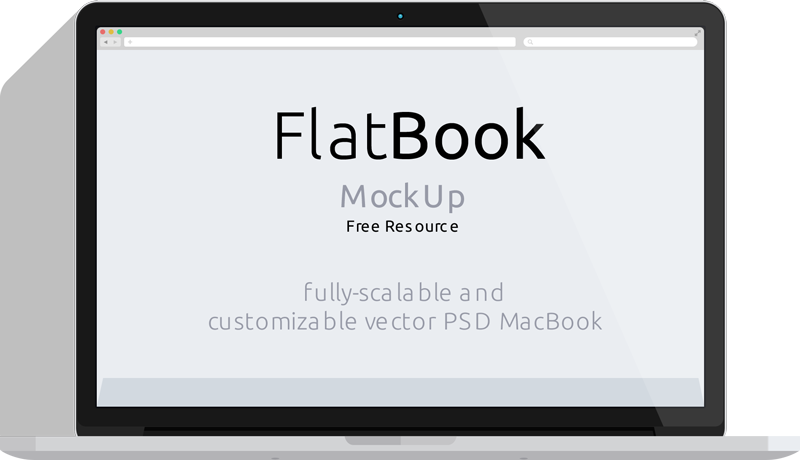 FlatBook
MockUp
Free Resource
fully-scalable and
customizable vector PSD MacBook